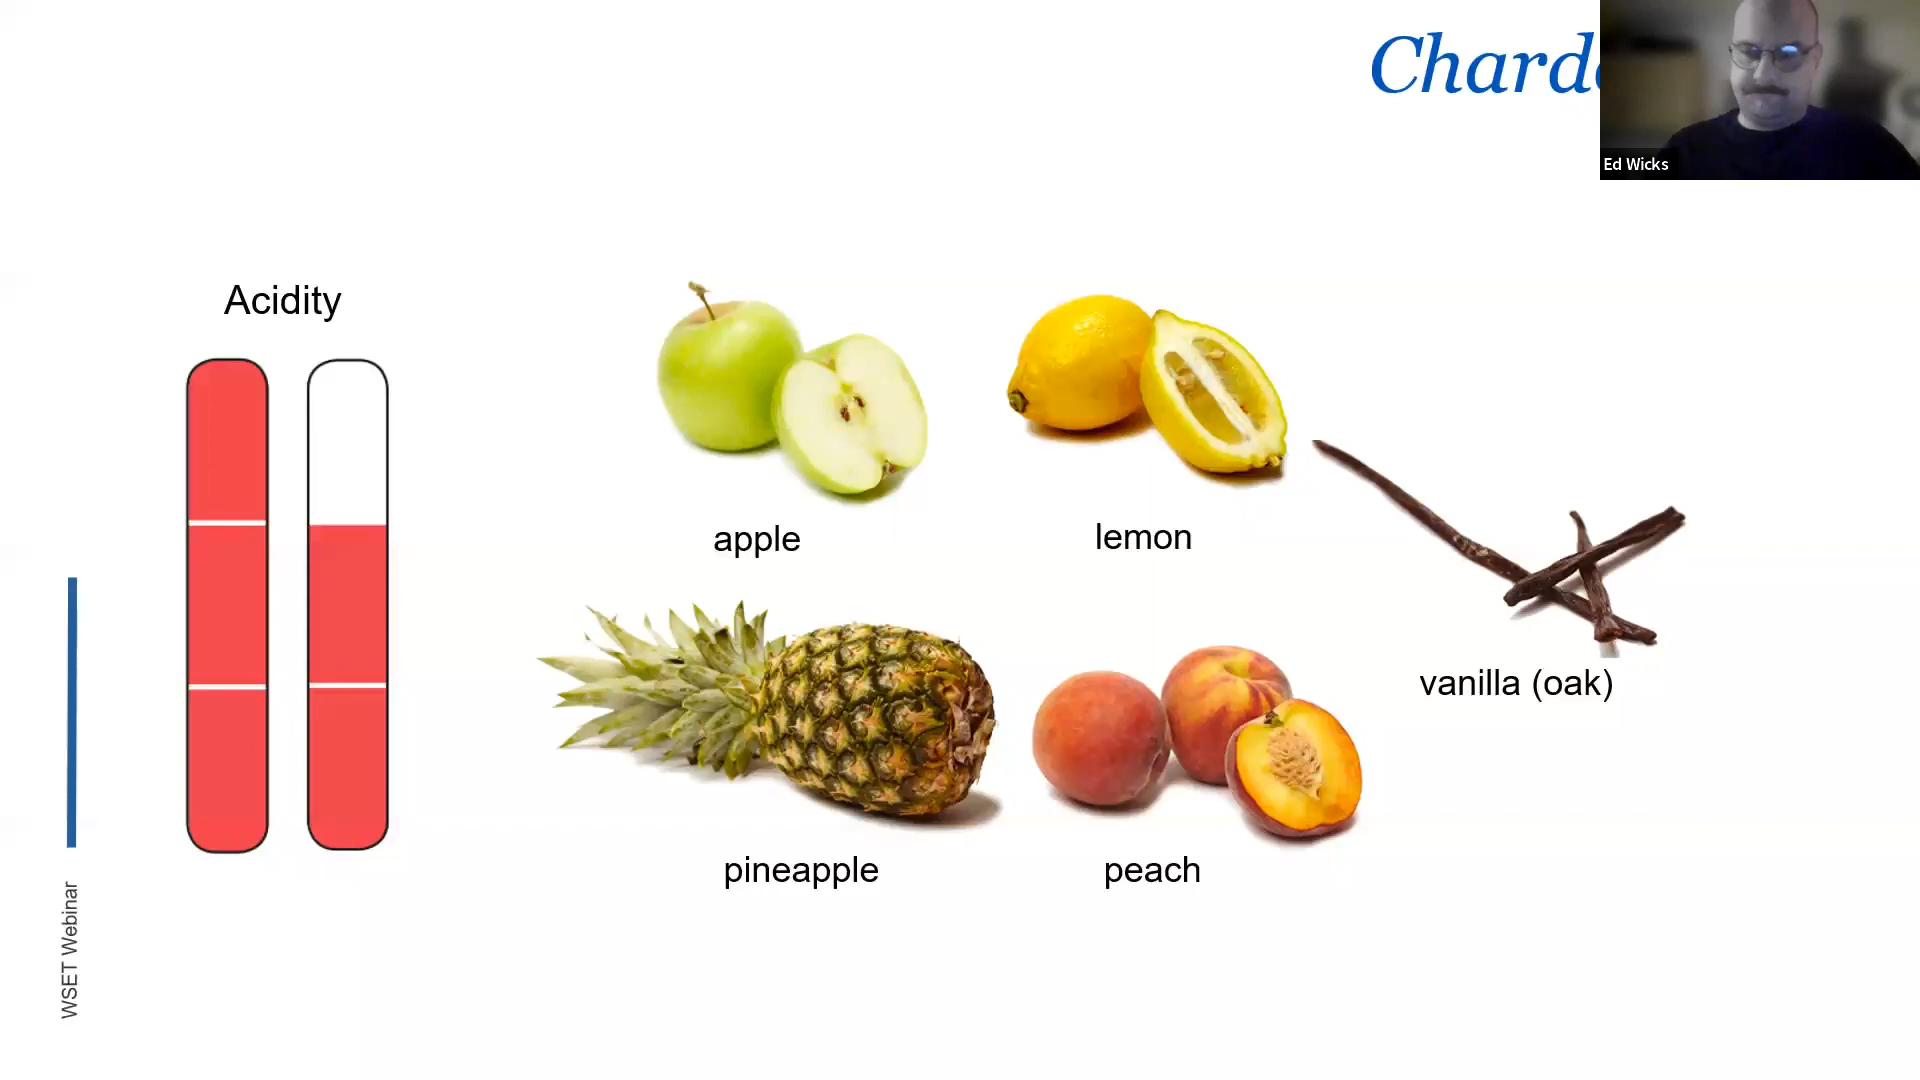 Chard
Ed Wicks
Acidity
apple
lemon
vanilla (oak)
pineapple
peach
WSET Webinar